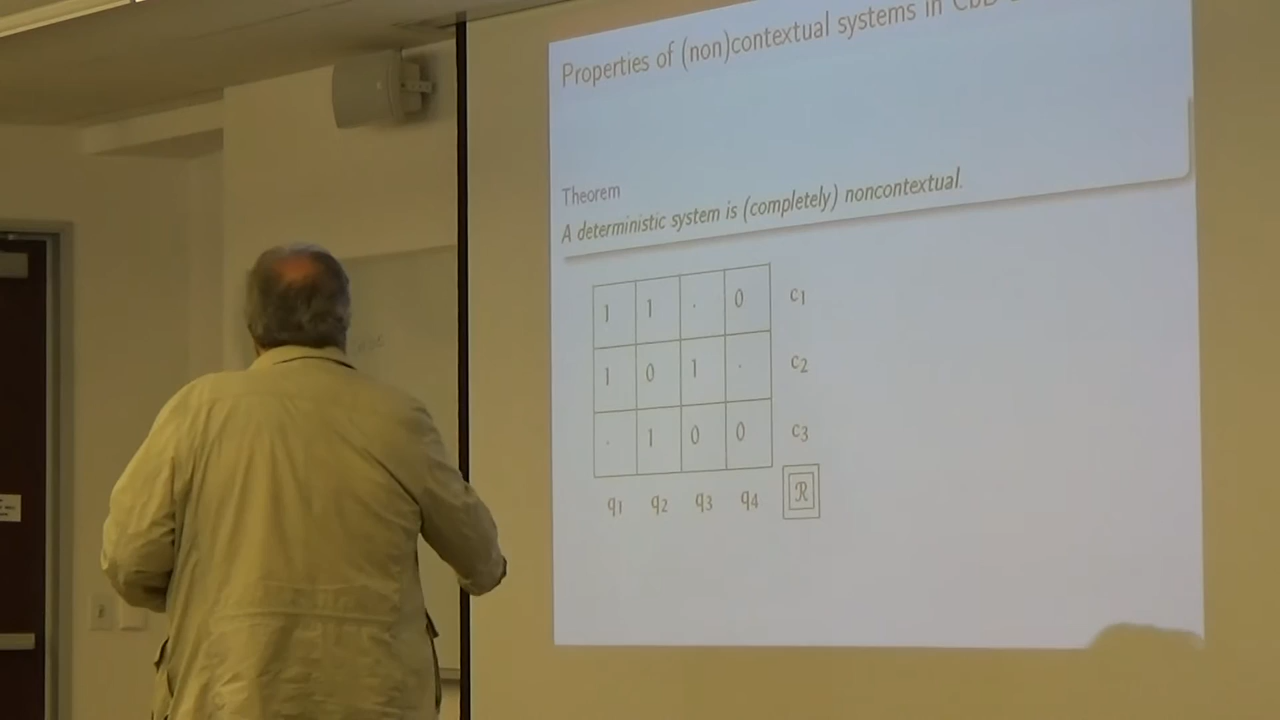 Properties of (non)contextual systems in CbD
Theorem
A deterministic system is (completely) noncontextual.
1 1 · 0 c1
1 0 1 · c2
· 1 0 0 c3
q1 q2 q3 q4 ℛ